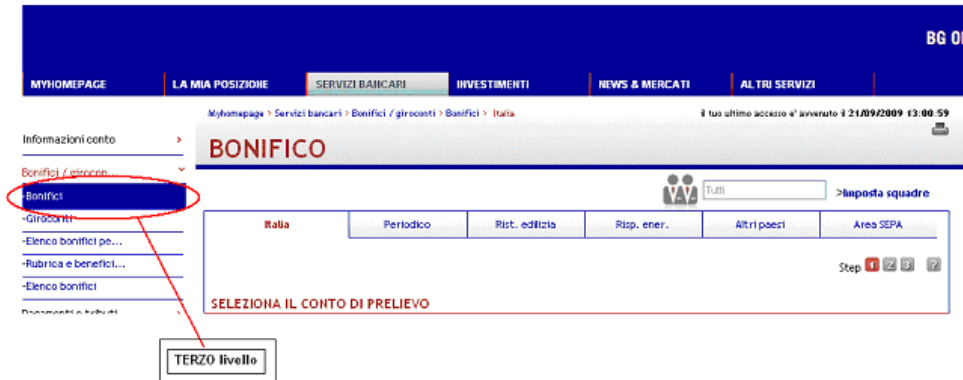 BG O
MYHOMEPAGE LA MIA POSIZIONE SERVIZI BANCARI INVESTIMENTI NEWS & MERCATI ALTRI SERVIZI
Myhomepage > Servizi bancari > Bonifici / giroconti > Bonifici > Italia
il tuo ultimo accesso e' avvenuto il 21/09/2009 13:00:59
Informazioni conto >
BONIFICO
Bonifici / girocon...
-Bonifici
Tutti >Imposta squadre
-Giroconti
Italia Periodico Rist. edilizia Risp. ener. Altri paesi Area SEPA
-Elenco bonifici pe...
-Rubrica e benefici...
Step 1 2 3 ?
-Elenco bonifici
SELEZIONA IL CONTO DI PRELIEVO
Pagamenti e tributi >
TERZO livello